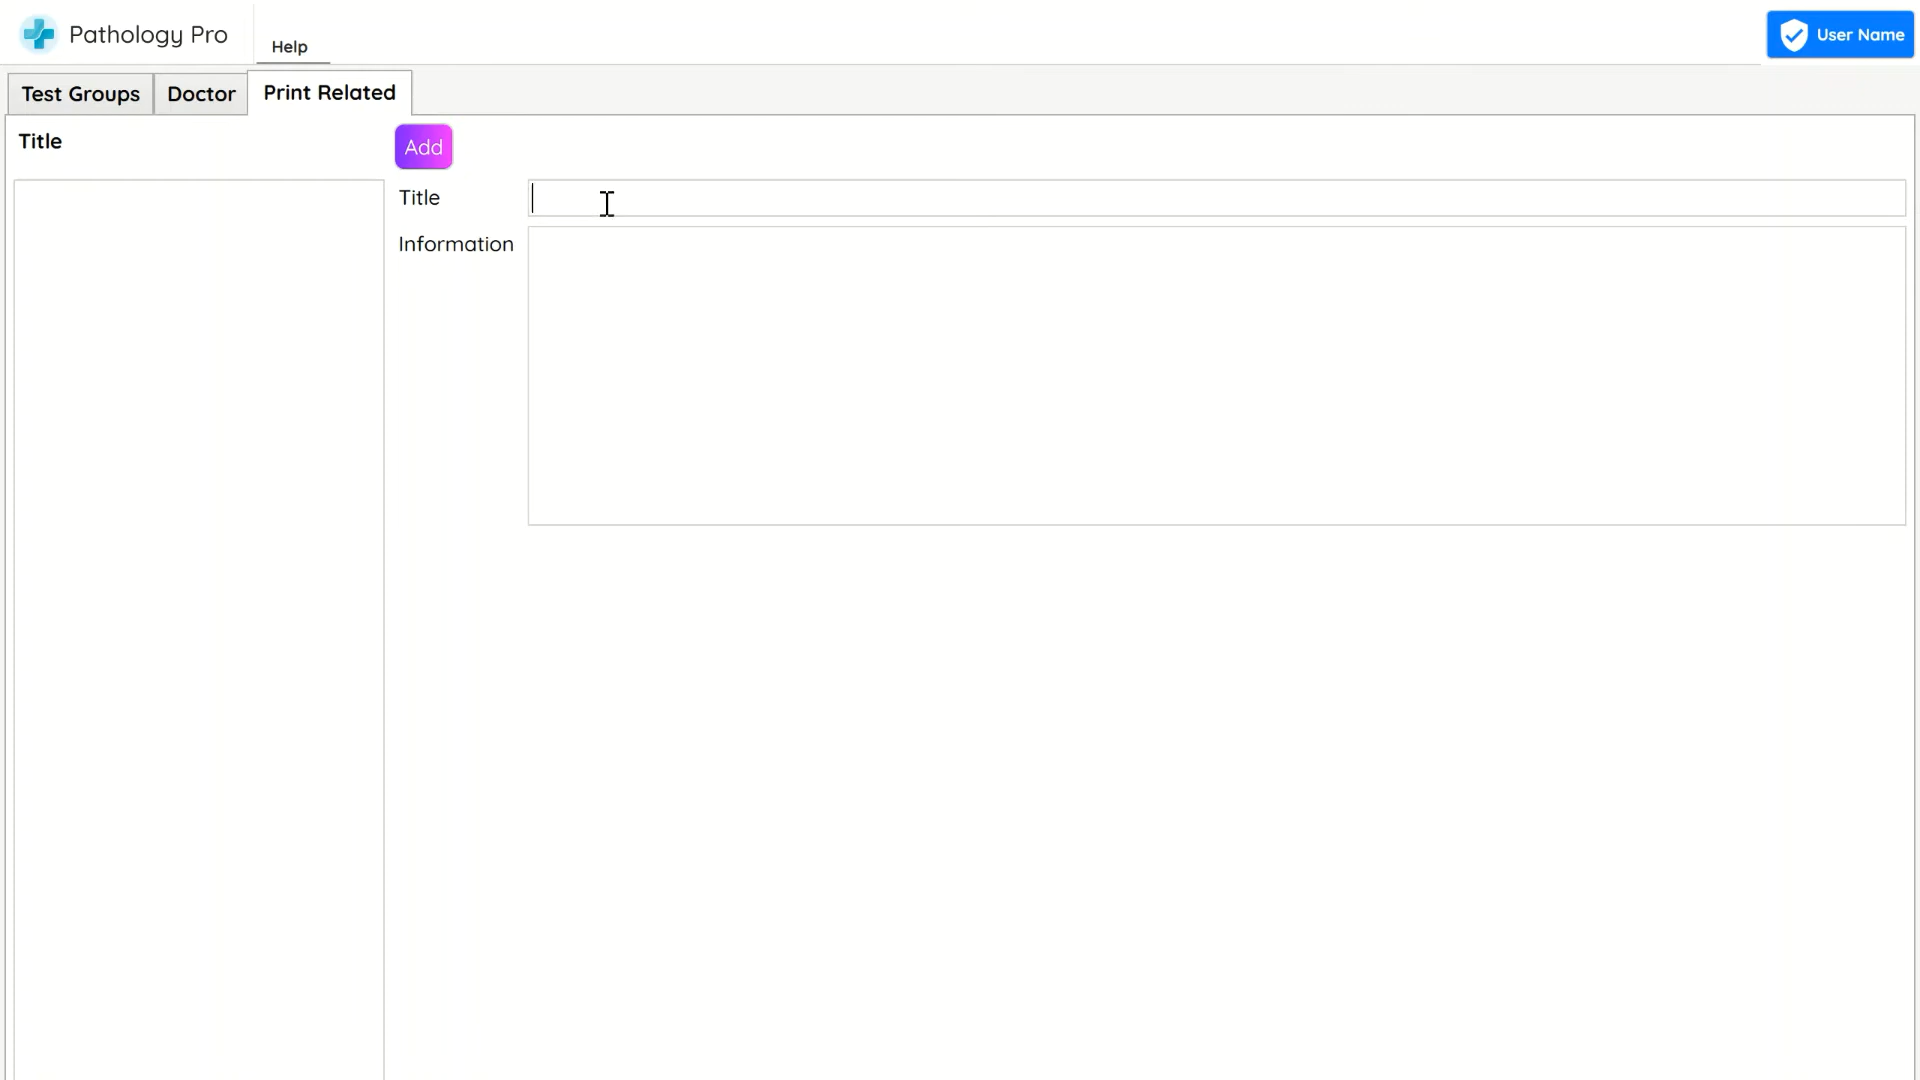 Pathology Pro
Help
User Name
Test Groups
Doctor
Print Related
Title
Add
Title
Information